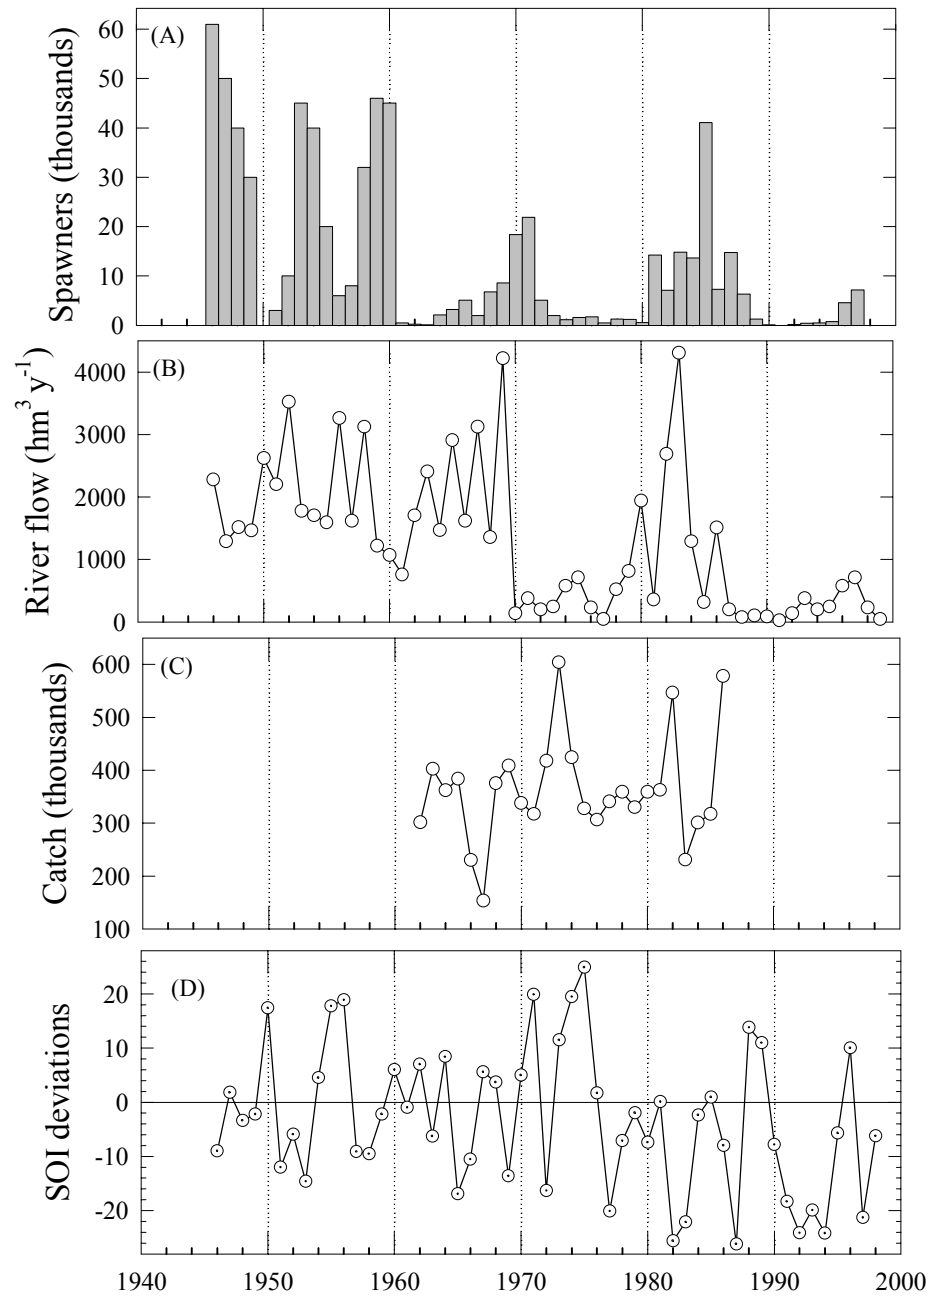 (A)
Spawners (thousands)
60
50
40
30
20
10
0
(B)
River flow (hm³ y⁻¹)
4000
3000
2000
1000
0
(C)
Catch (thousands)
600
500
400
300
200
100
(D)
SOI deviations
20
10
0
-10
-20
1940 1950 1960 1970 1980 1990 2000